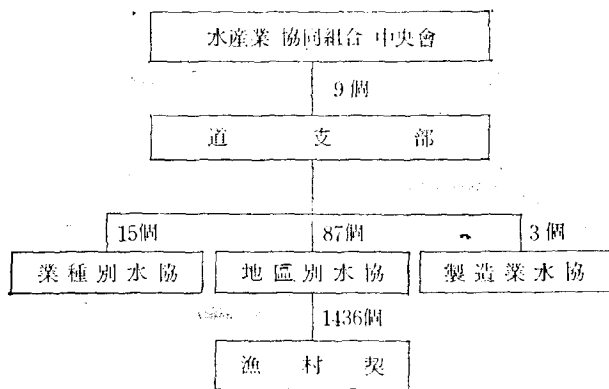 水産業 協同組合 中央會
9個
道 支 部
15個 87個 3個
業種別水協 地區別水協 製造業水協
1436個
漁 村 契